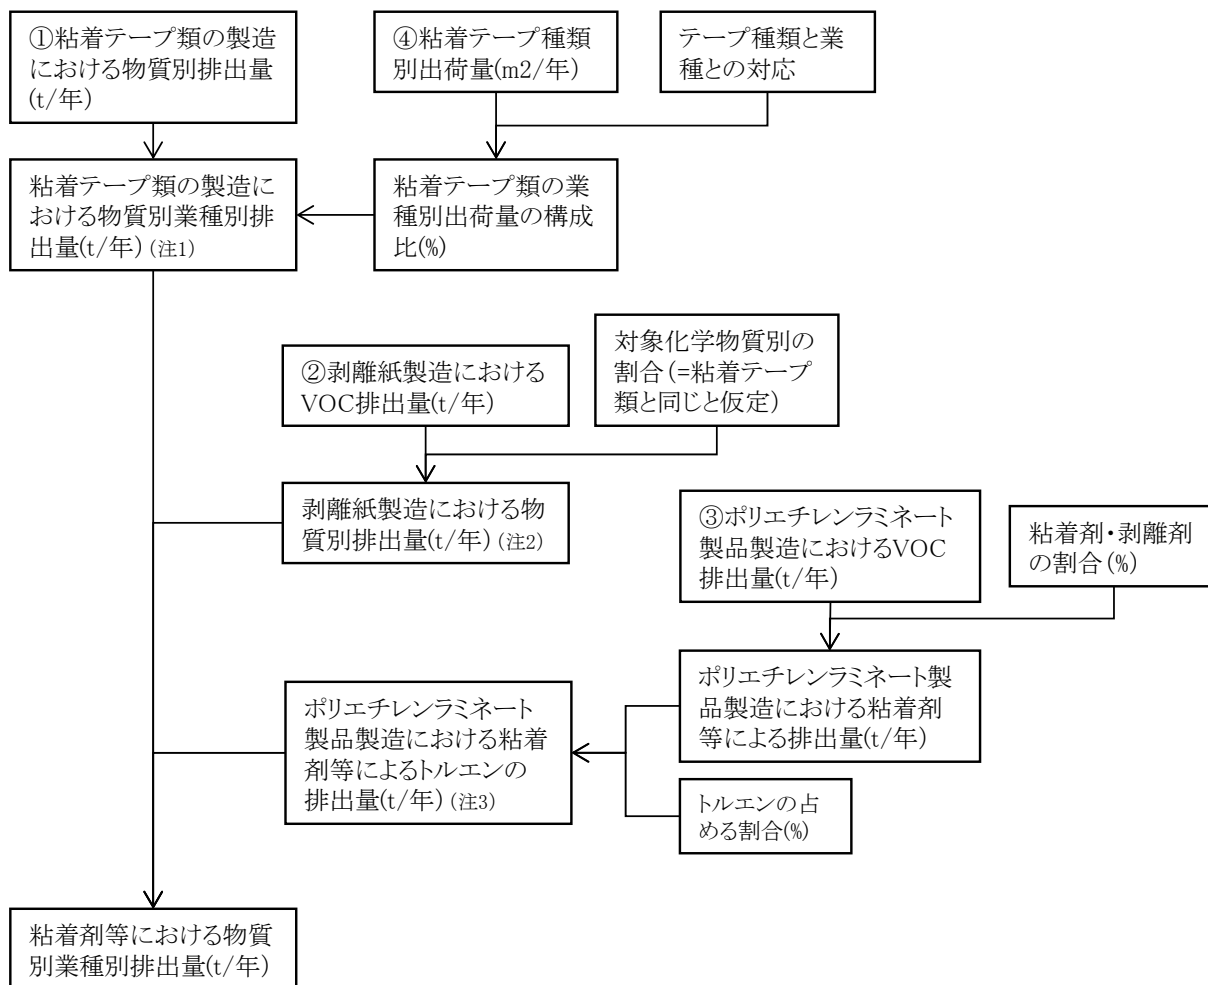 ①粘着テープ類の製造
における物質別排出量
(t/年)
④粘着テープ種類
別出荷量(m2/年)
テープ種類と業
種との対応
粘着テープ類の製造に
おける物質別業種別排
出量(t/年)(注1)
粘着テープ類の業
種別出荷量の構成
比(%)
②剥離紙製造における
VOC排出量(t/年)
対象化学物質別の
割合(=粘着テープ
類と同じと仮定)
剥離紙製造における物
質別排出量(t/年)(注2)
③ポリエチレンラミネート
製品製造におけるVOC
排出量(t/年)
粘着剤・剥離剤
の割合(%)
ポリエチレンラミネート製
品製造における粘着剤
等による排出量(t/年)
ポリエチレンラミネート
製品製造における粘着
剤等によるトルエンの
排出量(t/年)(注3)
トルエンの占
める割合(%)
粘着剤等における物質
別業種別排出量(t/年)